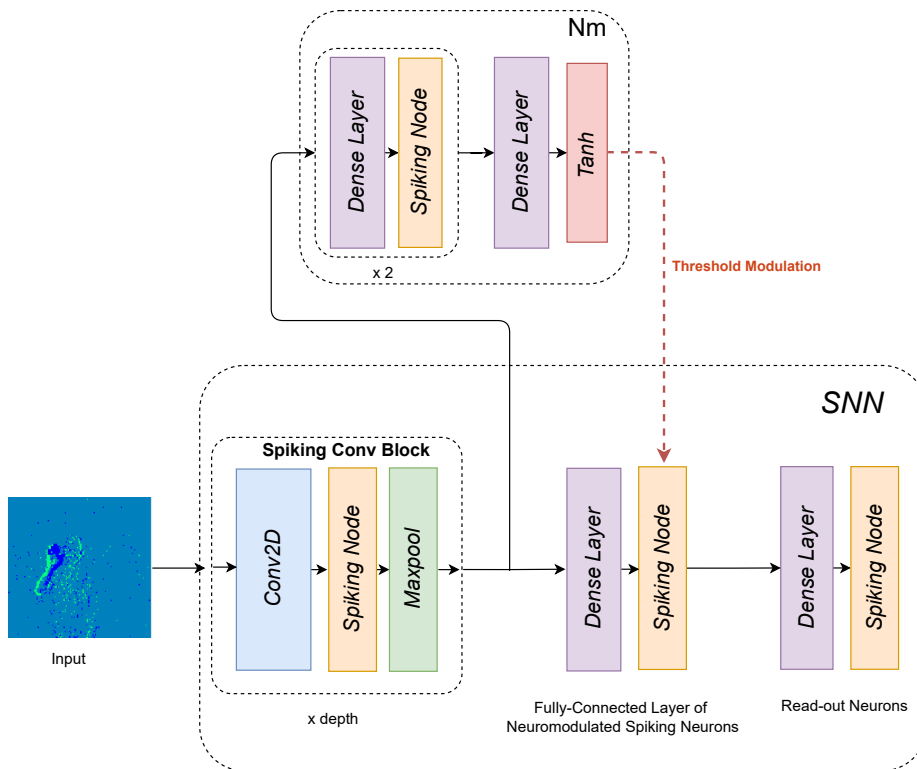 Nm
Dense Layer
Spiking Node
Dense Layer
Tanh
x 2
Threshold Modulation
SNN
Spiking Conv Block
Conv2D
Spiking Node
Maxpool
Dense Layer
Spiking Node
Dense Layer
Spiking Node
Input
x depth
Fully-Connected Layer of
Neuromodulated Spiking Neurons
Read-out Neurons